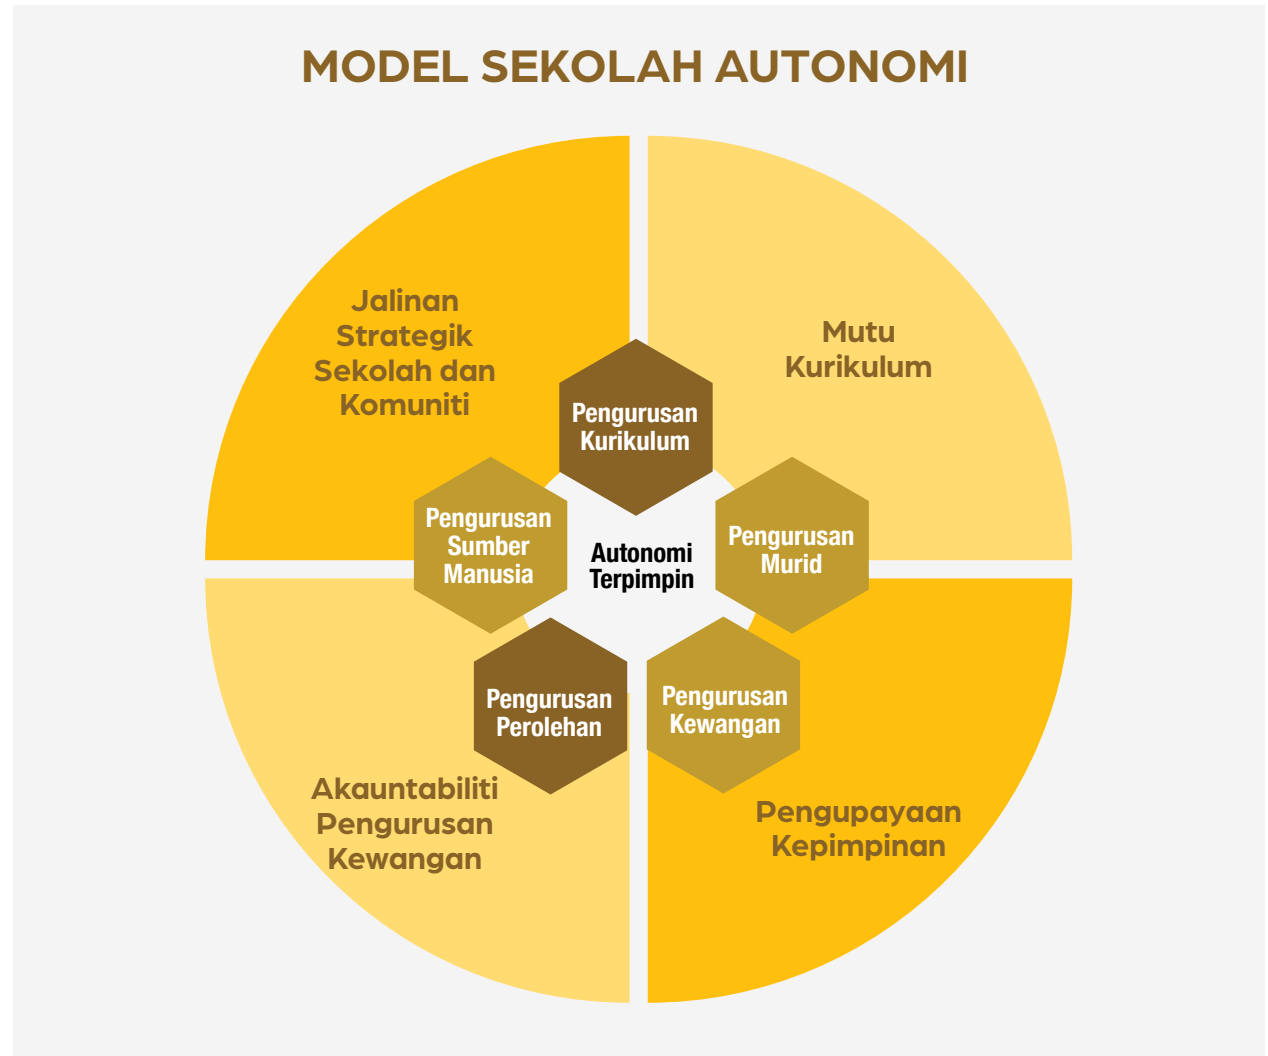 MODEL SEKOLAH AUTONOMI
Jalinan
Strategik
Sekolah dan
Komuniti
Mutu
Kurikulum
Pengurusan
Kurikulum
Pengurusan
Sumber
Manusia
Autonomi
Terpimpin
Pengurusan
Murid
Pengurusan
Perolehan
Pengurusan
Kewangan
Akauntabiliti
Pengurusan
Kewangan
Pengupayaan
Kepimpinan